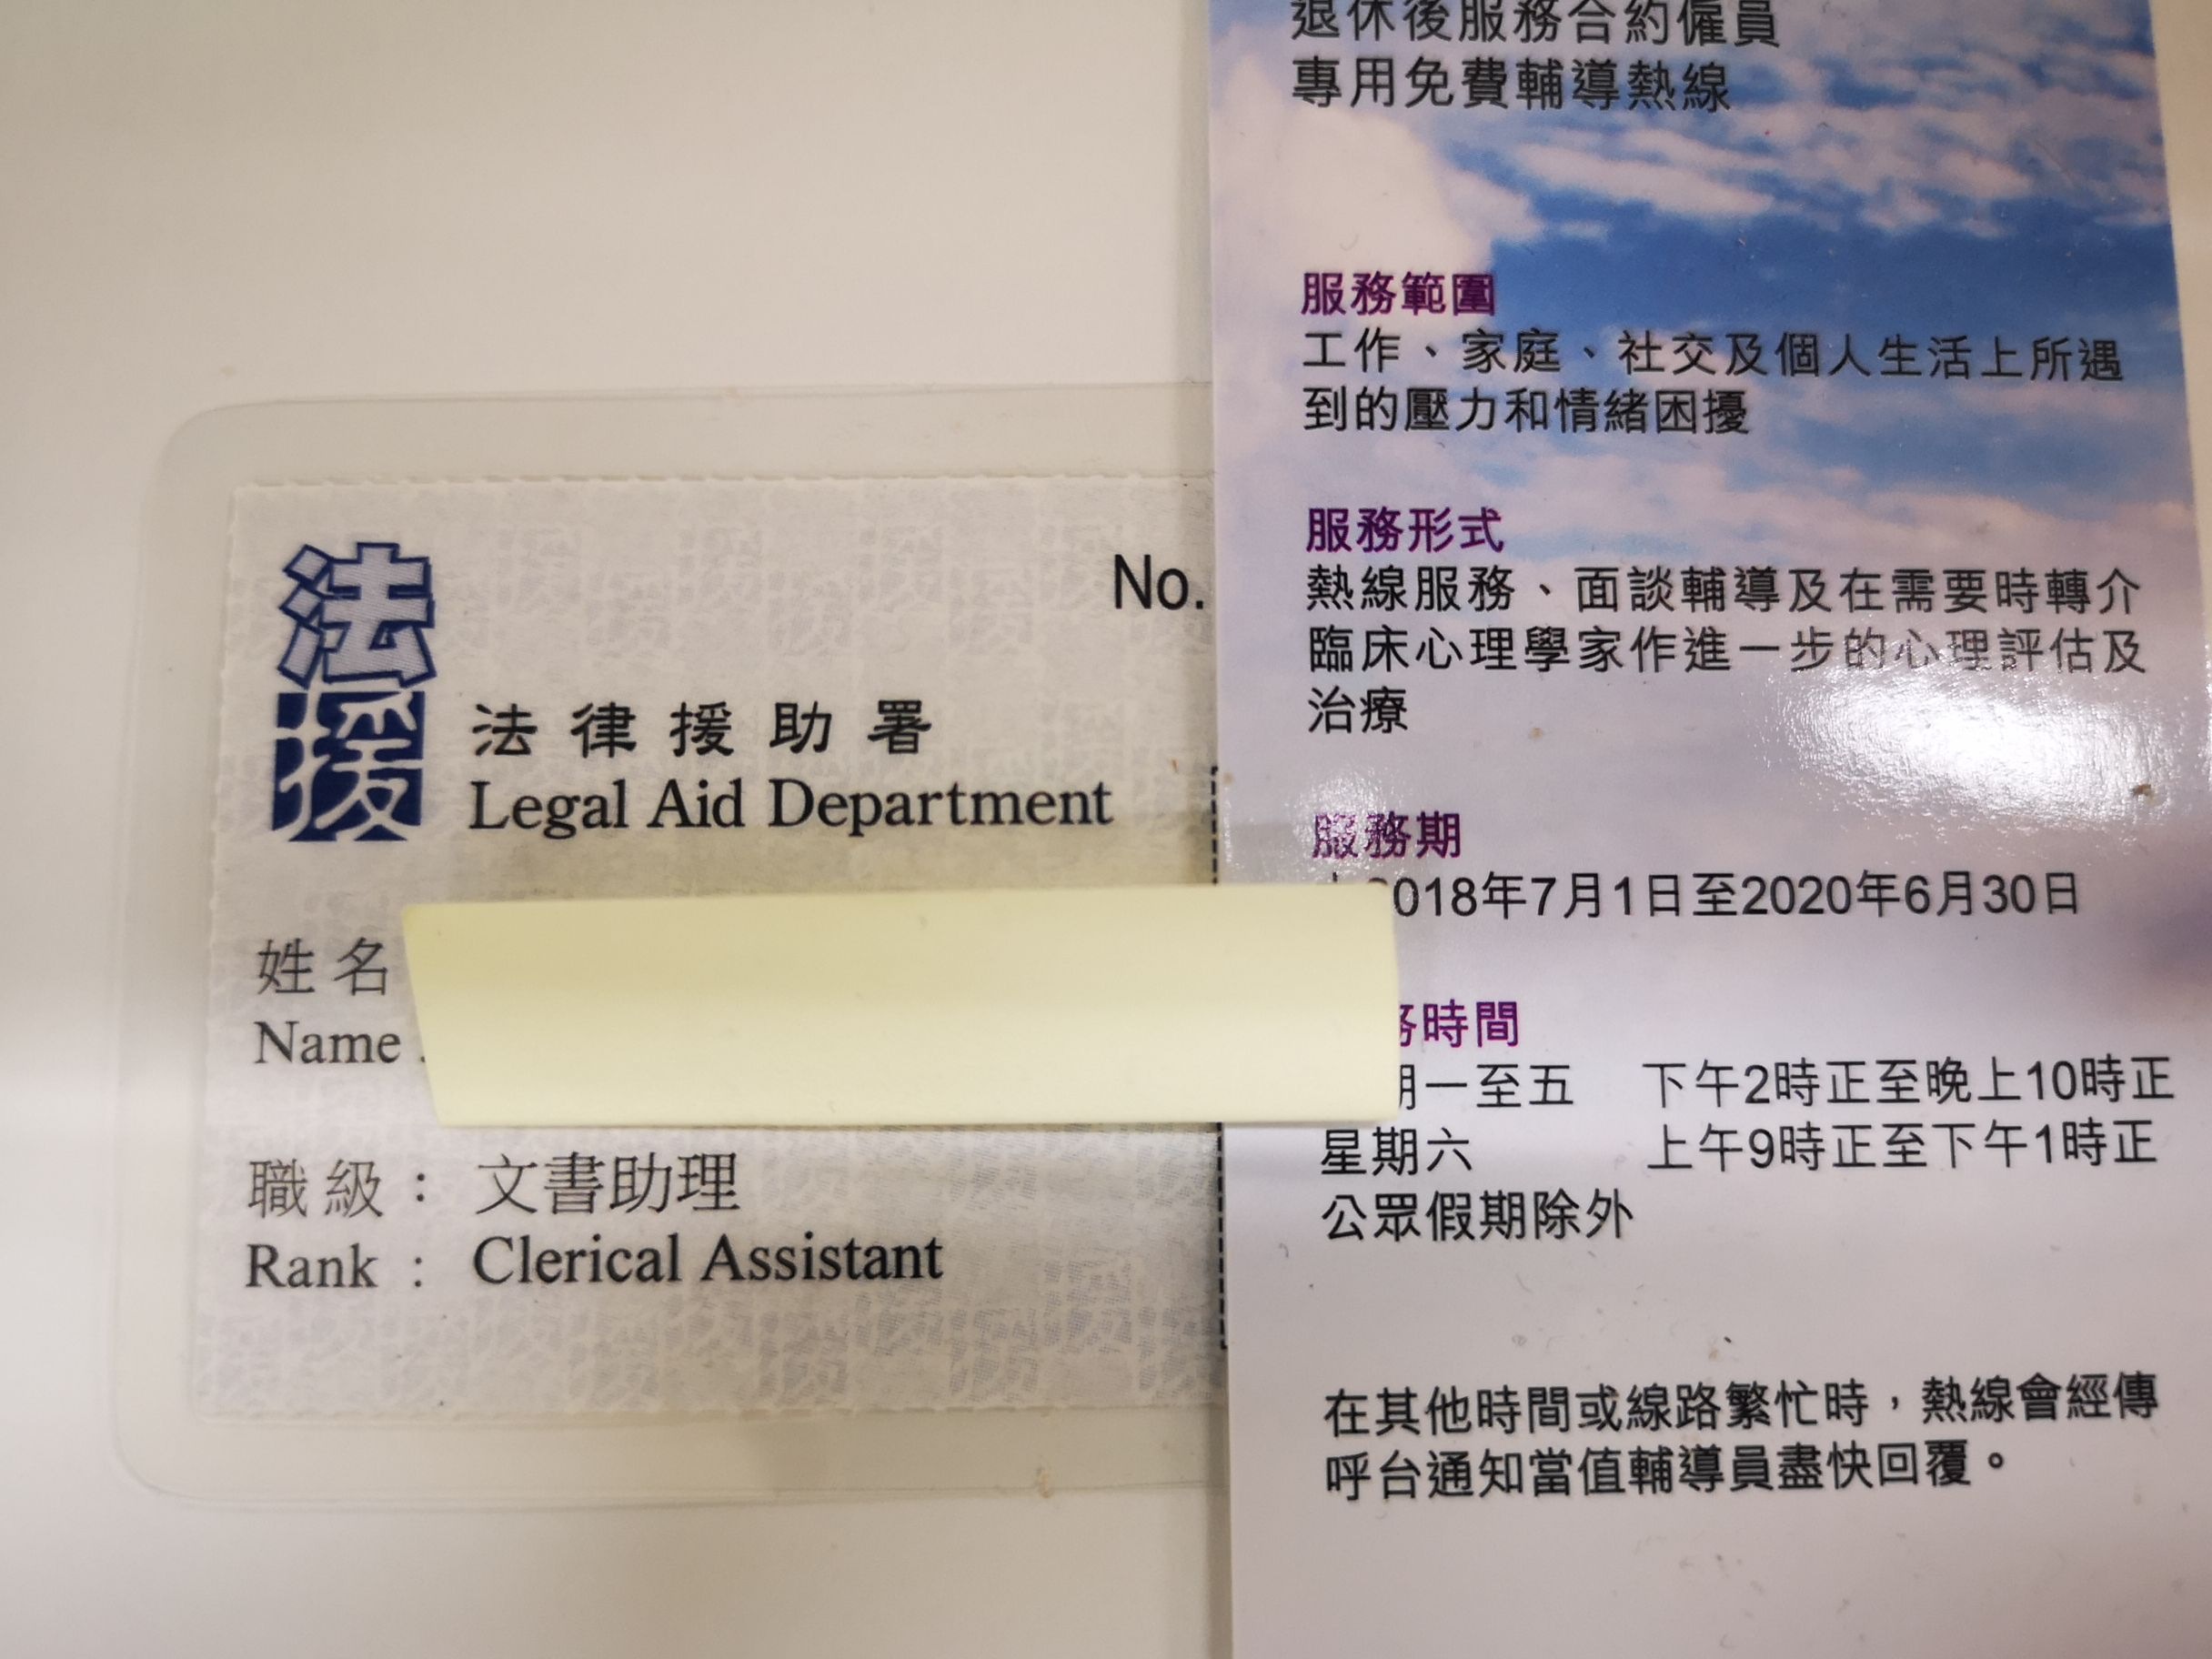 法援
No.
法律援助署
Legal Aid Department
姓名
Name
職級： 文書助理
Rank : Clerical Assistant
退休後服務合約僱員
專用免費輔導熱線
服務範圍
工作、家庭、社交及個人生活上所遇
到的壓力和情緒困擾
服務形式
熱線服務、面談輔導及在需要時轉介
臨床心理學家作進一步的心理評估及
治療
服務期
018年7月1日至2020年6月30日
務時間
期一至五 下午2時正至晚上10時正
星期六 上午9時正至下午1時正
公眾假期除外
在其他時間或線路繁忙時，熱線會經傳
呼台通知當值輔導員盡快回覆。